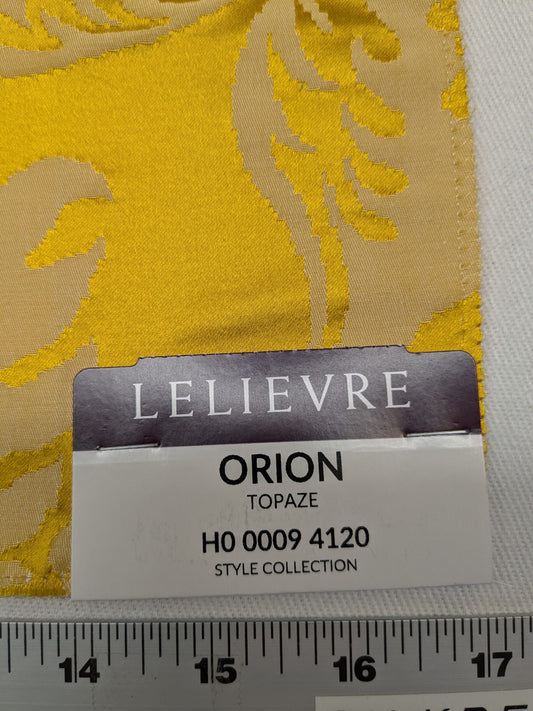 LELIEVRE
ORION
TOPAZE
H0 0009 4120
STYLE COLLECTION
14 15 16 17